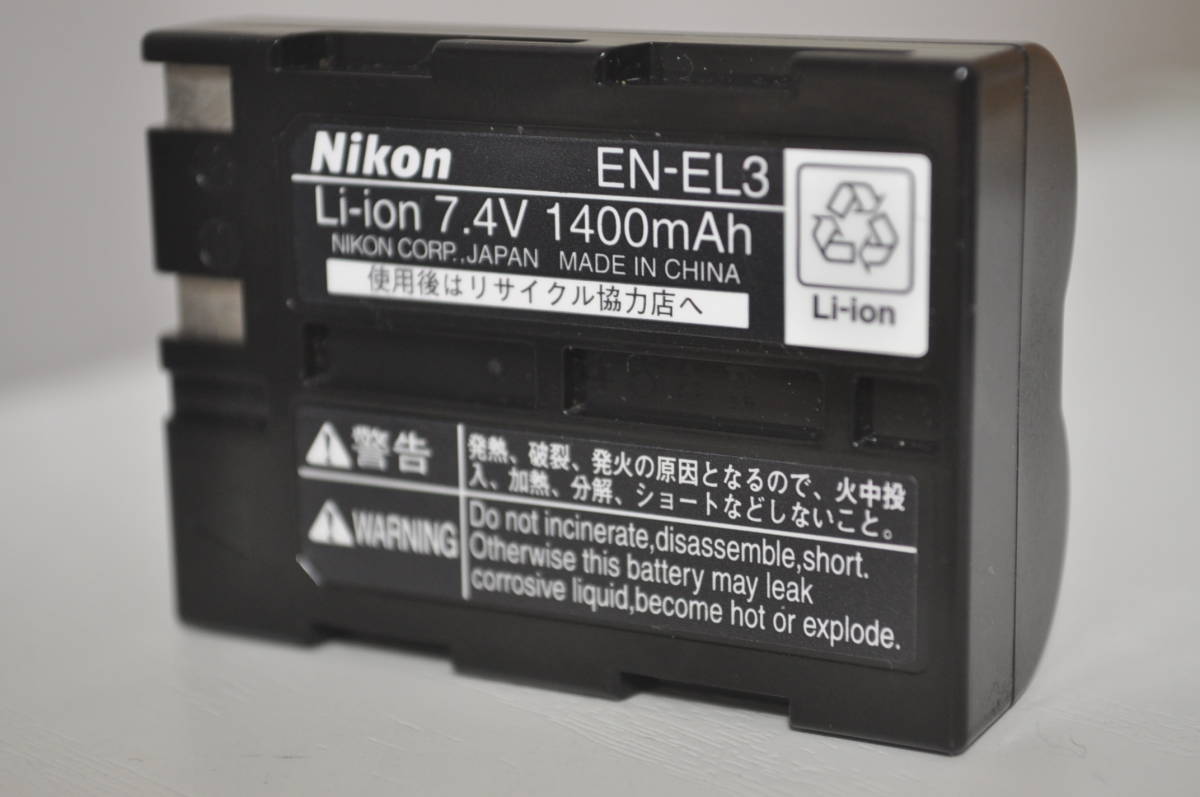 Nikon EN-EL3
Li-ion 7.4V 1400mAh
NIKON CORP.,JAPAN MADE IN CHINA
使用後はリサイクル協力店へ
Li-ion
警告
発熱、破裂、発火の原因となるので、火中投
入、加熱、分解、ショートなどしないこと。
WARNING
Do not incinerate,disassemble,short.
Otherwise this battery may leak
corrosive liquid,become hot or explode.